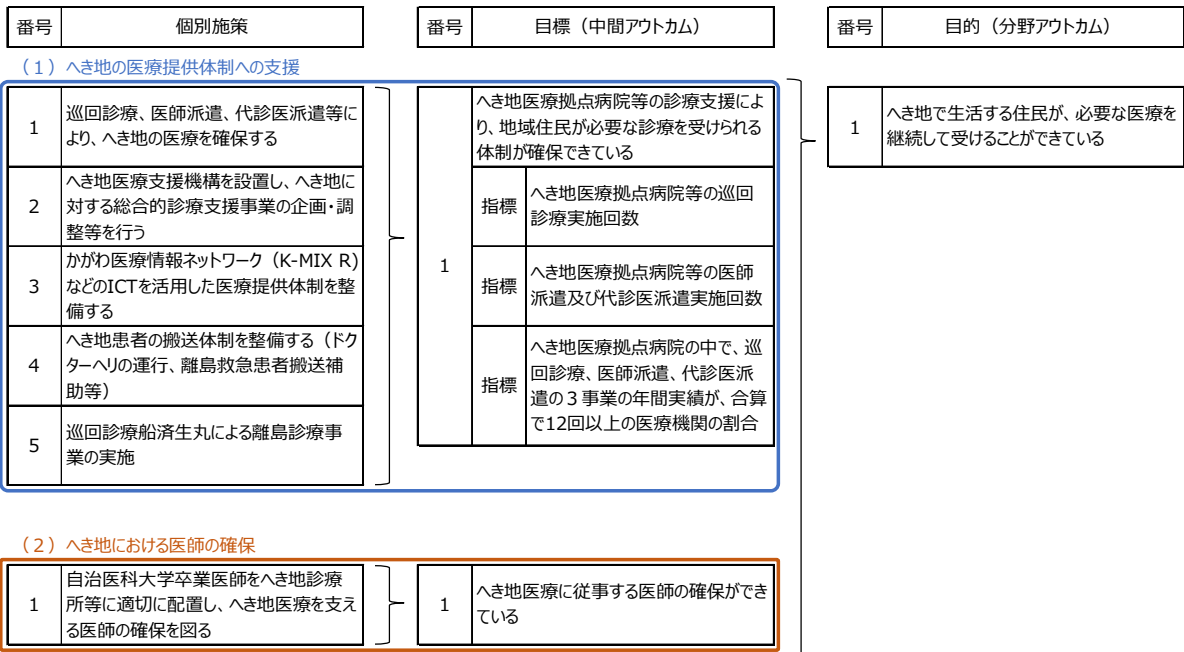 番号
個別施策
番号
目標（中間アウトカム）
番号
目的（分野アウトカム）
（１）へき地の医療提供体制への支援
1
巡回診療、医師派遣、代診医派遣等に
より、へき地の医療を確保する
2
へき地医療支援機構を設置し、へき地に
対する総合的診療支援事業の企画・調
整等を行う
3
かがわ医療情報ネットワーク（K-MIX R)
などのICTを活用した医療提供体制を整
備する
4
へき地患者の搬送体制を整備する（ドク
ターヘリの運行、離島救急患者搬送補
助等）
5
巡回診療船済生丸による離島診療事
業の実施
1
へき地医療拠点病院等の診療支援によ
り、地域住民が必要な診療を受けられる
体制が確保できている
指標
へき地医療拠点病院等の巡回
診療実施回数
指標
へき地医療拠点病院等の医師
派遣及び代診医派遣実施回数
指標
へき地医療拠点病院の中で、巡
回診療、医師派遣、代診医派
遣の３事業の年間実績が、合算
で12回以上の医療機関の割合
1
へき地で生活する住民が、必要な医療を
継続して受けることができている
（２）へき地における医師の確保
1
自治医科大学卒業医師をへき地診療
所等に適切に配置し、へき地医療を支え
る医師の確保を図る
1
へき地医療に従事する医師の確保ができ
ている